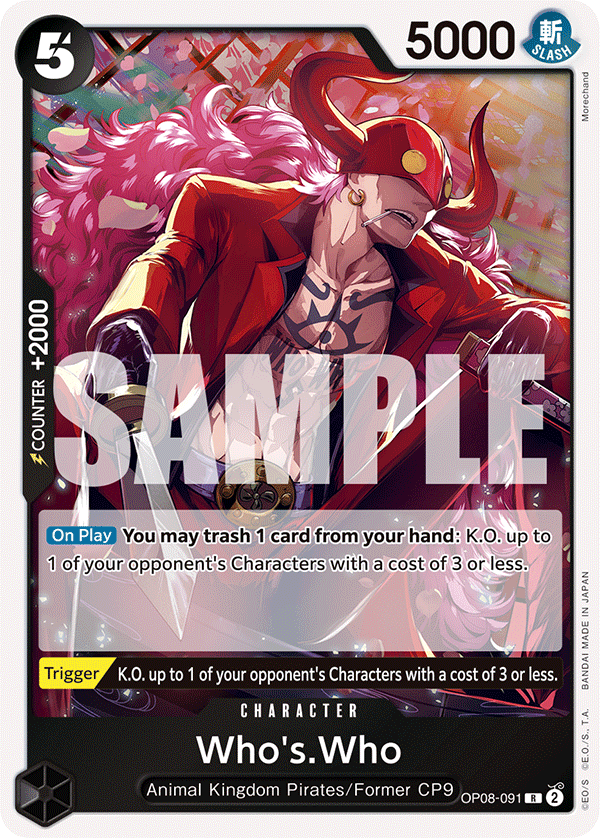 5
5000
斬
SLASH
Morechand
COUNTER +2000
SAMPLE
On Play You may trash 1 card from your hand: K.O. up to
1 of your opponent's Characters with a cost of 3 or less.
Trigger K.O. up to 1 of your opponent's Characters with a cost of 3 or less.
CHARACTER
Who's.Who
Animal Kingdom Pirates/Former CP9
OP08-091 R 2
©E.O/S ©E.O./S., T.A. BANDAI MADE IN JAPAN